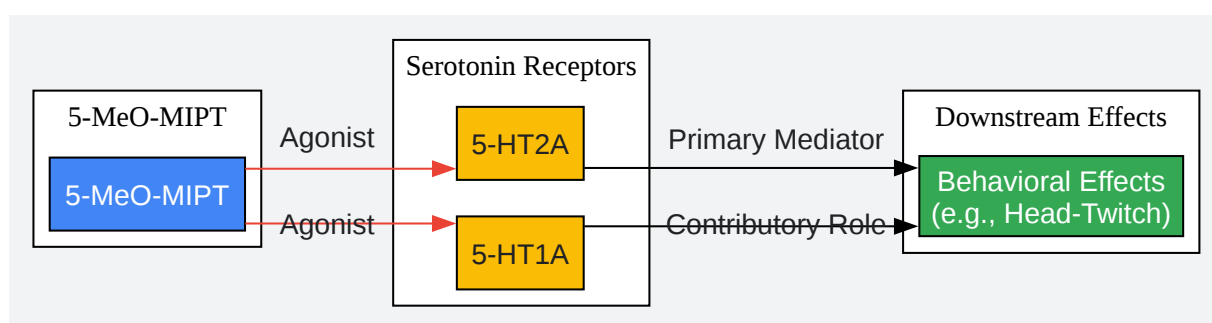 5-MeO-MIPT
5-MeO-MIPT
Agonist
Agonist
Serotonin Receptors
5-HT2A
5-HT1A
Primary Mediator
Contributory Role
Downstream Effects
Behavioral Effects
(e.g., Head-Twitch)